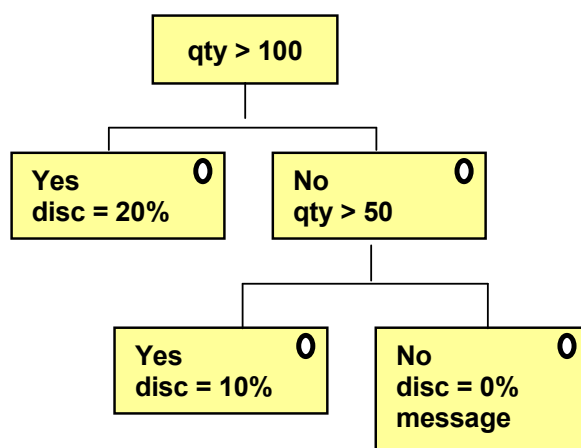 qty > 100
Yes
disc = 20%
No
qty > 50
Yes
disc = 10%
No
disc = 0%
message